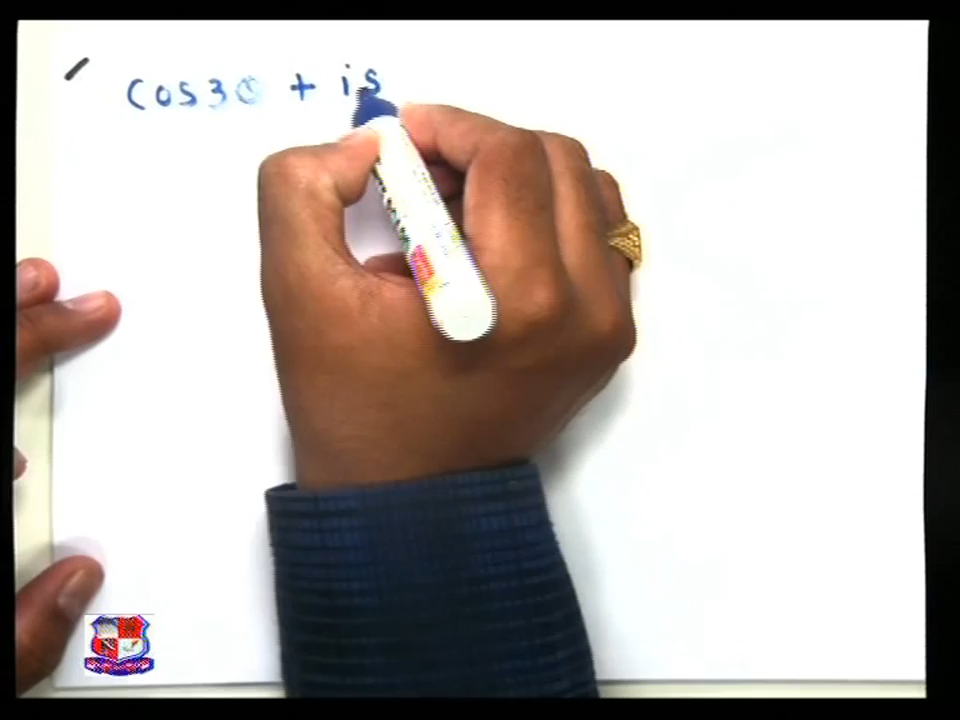 cos3θ + is